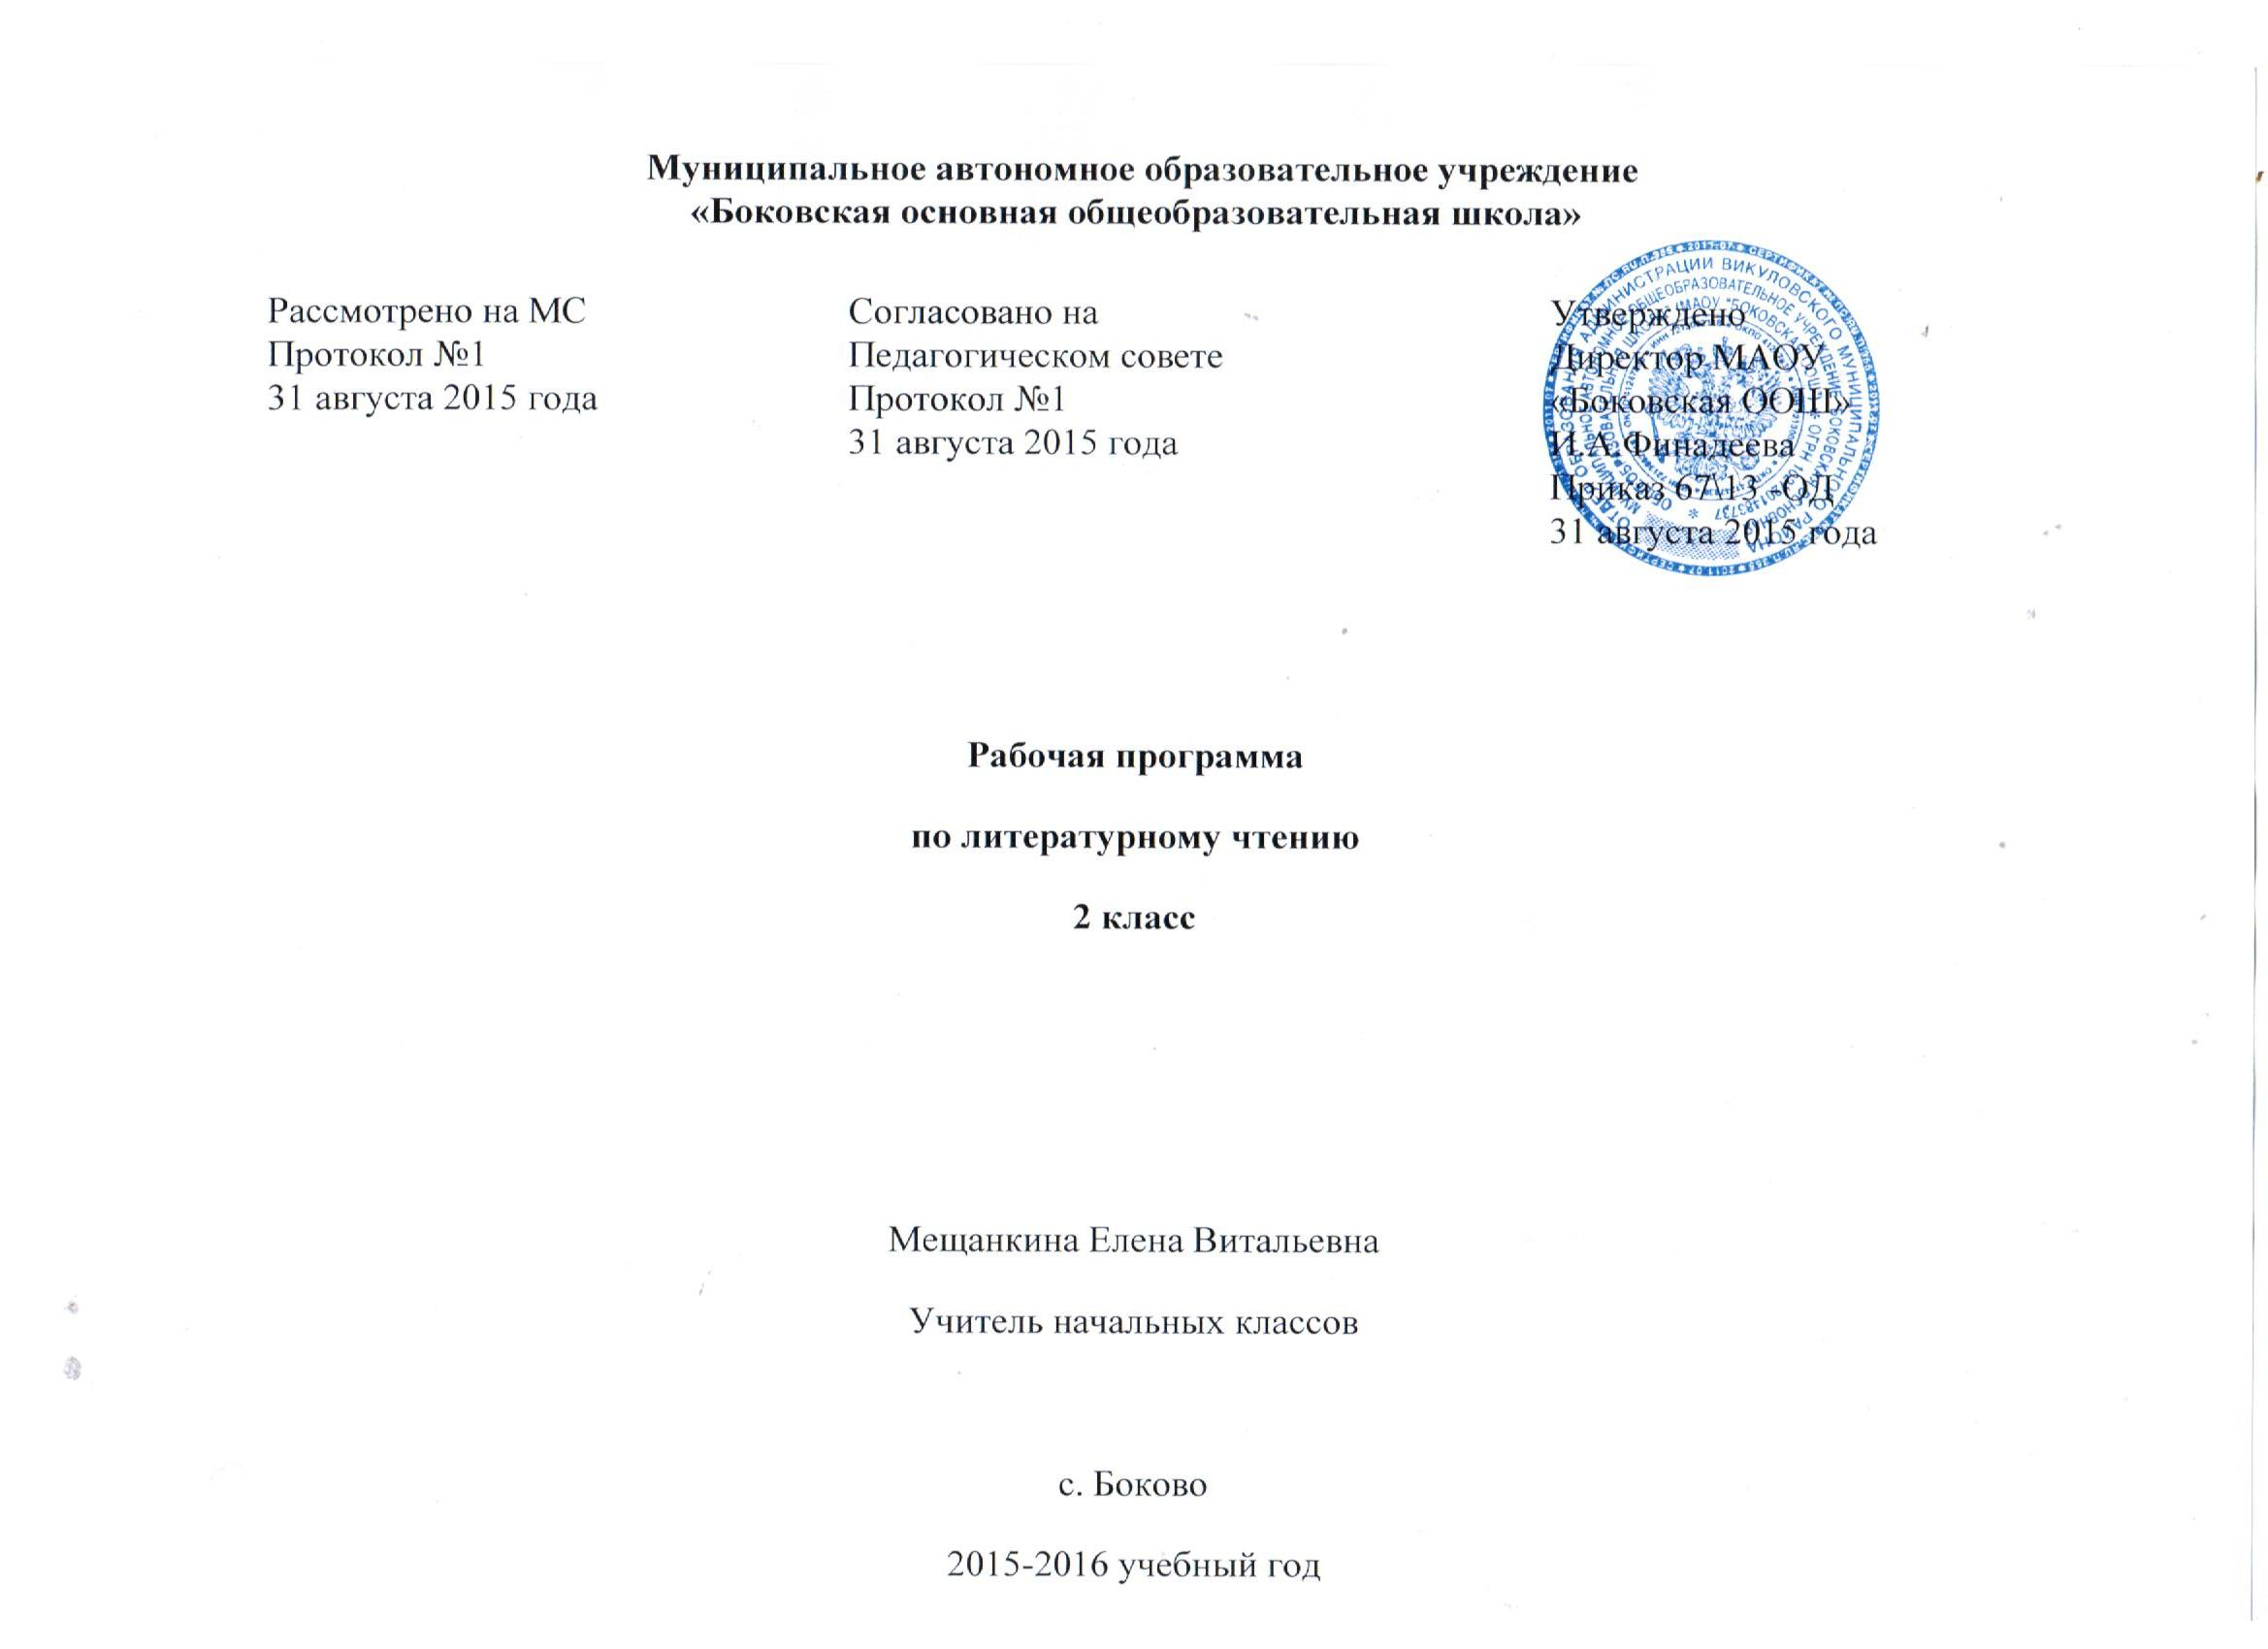 Муниципальное автономное образовательное учреждение
«Боковская основная общеобразовательная школа»
Рассмотрено на МС
Протокол №1
31 августа 2015 года
Согласовано на
Педагогическом совете
Протокол №1
31 августа 2015 года
Утверждено
Директор МАОУ
«Боковская ООШ»
И.А.Финадеева
Приказ 67\13 -ОД
31 августа 2015 года
Рабочая программа
по литературному чтению
2 класс
Мещанкина Елена Витальевна
Учитель начальных классов
с. Боково
2015-2016 учебный год